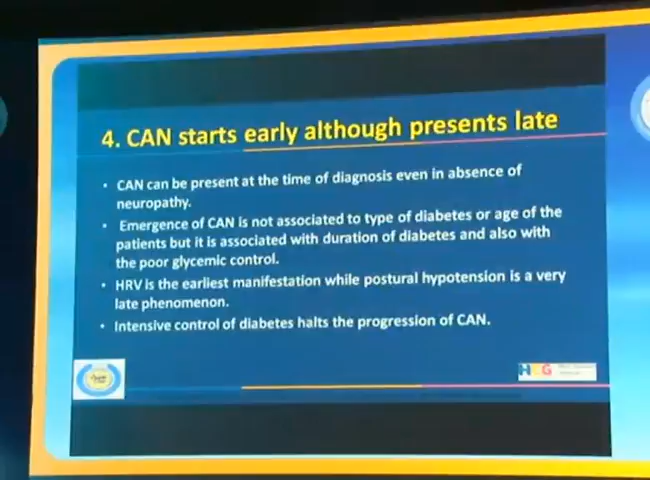 4. CAN starts early although presents late
• CAN can be present at the time of diagnosis even in absence of
neuropathy.
• Emergence of CAN is not associated to type of diabetes or age of the
patients but it is associated with duration of diabetes and also with
the poor glycemic control.
• HRV is the earliest manifestation while postural hypotension is a very
late phenomenon.
• Intensive control of diabetes halts the progression of CAN.